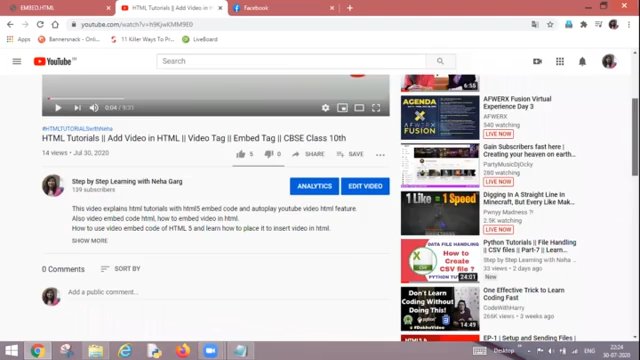 EMBED.HTML
HTML Tutorials || Add Video in H
Facebook
youtube.com/watch?v=h9KjwKMM9E0
Apps
Bannersnack - Onlin...
11 Killer Ways To Pr...
LiveBoard
YouTube
Search
6:55
0:04 / 9:31
#HTMLTUTORIALSwithNeha
HTML Tutorials || Add Video in HTML || Video Tag || Embed Tag || CBSE Class 10th
14 views • Jul 30, 2020
5
0
SHARE
SAVE
Step by Step Learning with Neha Garg
139 subscribers
ANALYTICS
EDIT VIDEO
This video explains html tutorials with html5 embed code and autoplay youtube video html feature.
Also video embed code html, how to embed video in html.
How to use video embed code of HTML 5 and learn how to place it to insert video in html.
SHOW MORE
0 Comments
SORT BY
Add a public comment...
AGENDA
AFWERX
FUSION
AFWERX Fusion Virtual
Experience Day 3
AFWERX
540 watching
LIVE NOW
Gain Subscribers fast here |
Creating your heaven on earth...
PartyMusicDjOcky
288 watching
LIVE NOW
1 Like = 1 Speed
Digging In A Straight Line In
Minecraft, But Every Like Mak...
Pwnyy Madness
2.5K watching
LIVE NOW
DATA FILE HANDLING
How to
Create
CSV file ?
24:01
Python Tutorials || File Handling
|| CSV files || Part-7 || Learn...
Step by Step Learning with Neha
33 views • 2 days ago
New
Don't Learn
Coding Without
Doing This!
14:49
One Effective Trick to Learn
Coding Fast
CodeWithHarry
266K views • 2 weeks ago
EP-1 | Setup and Sending Files |
Desktop
ENG
23:24
30-07-2020